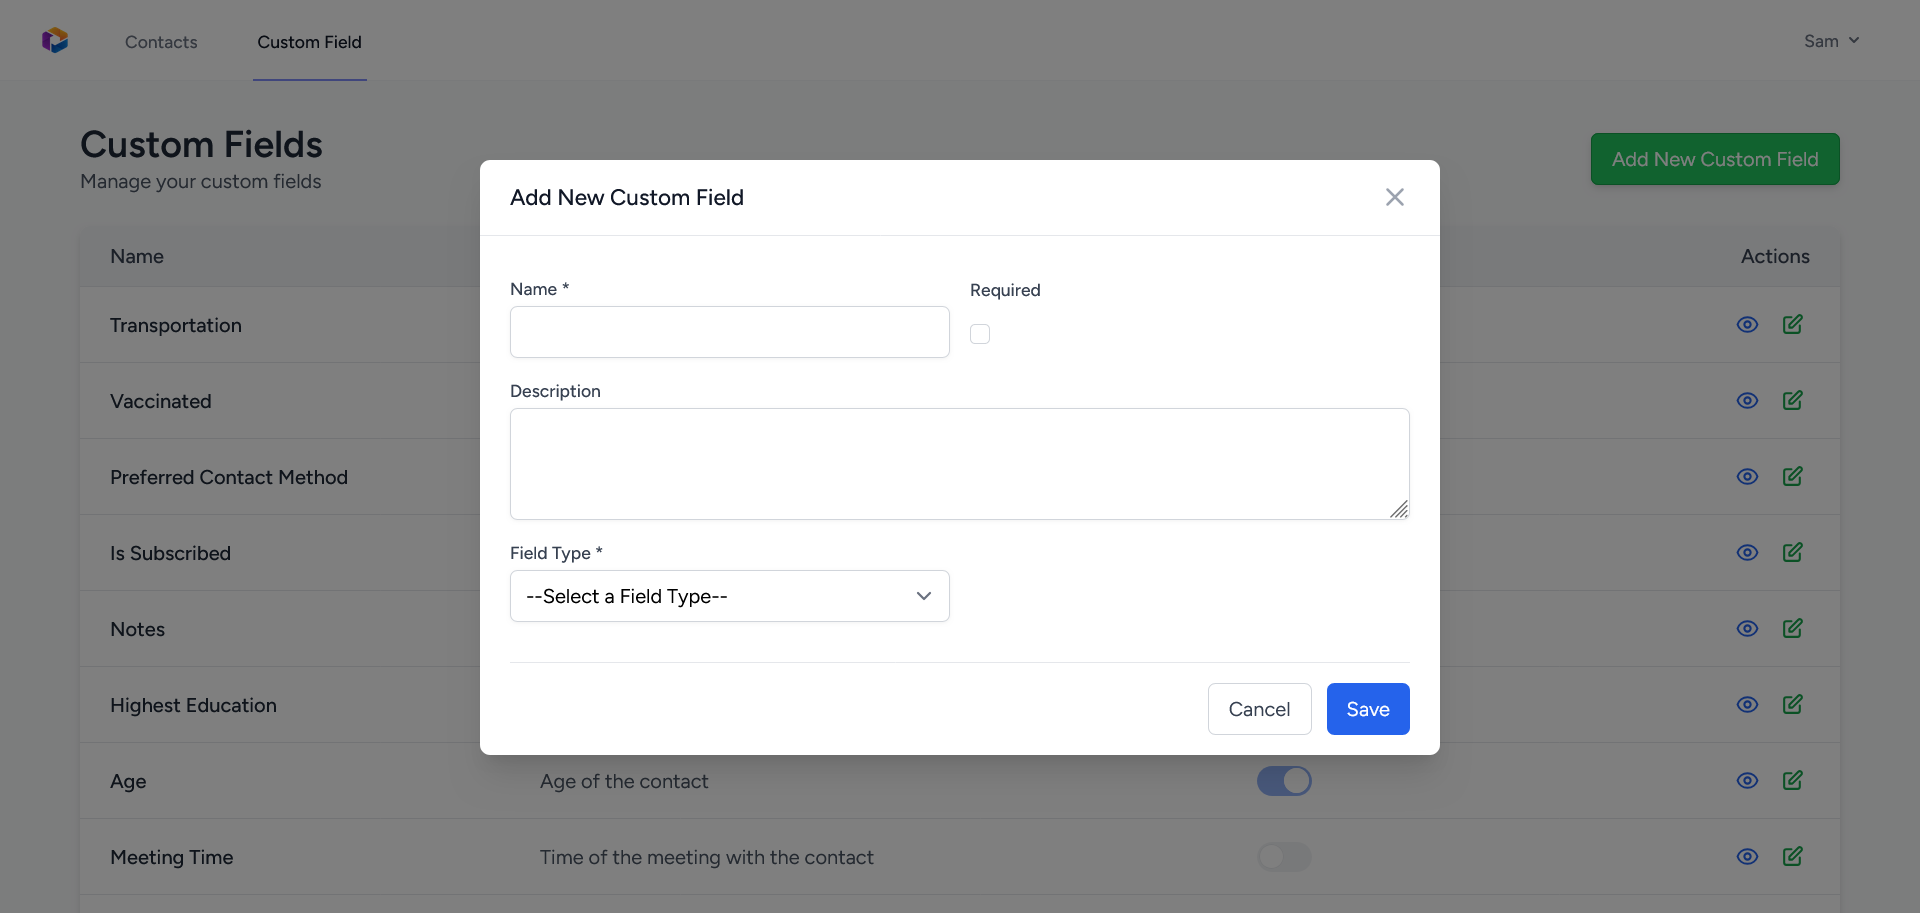 Contacts
Custom Field
Sam
Custom Fields
Manage your custom fields
Add New Custom Field
Add New Custom Field
Name
Actions
Name *
Required
Transportation
Description
Vaccinated
Preferred Contact Method
Field Type *
Is Subscribed
--Select a Field Type--
Notes
Highest Education
Cancel
Save
Age
Age of the contact
Meeting Time
Time of the meeting with the contact